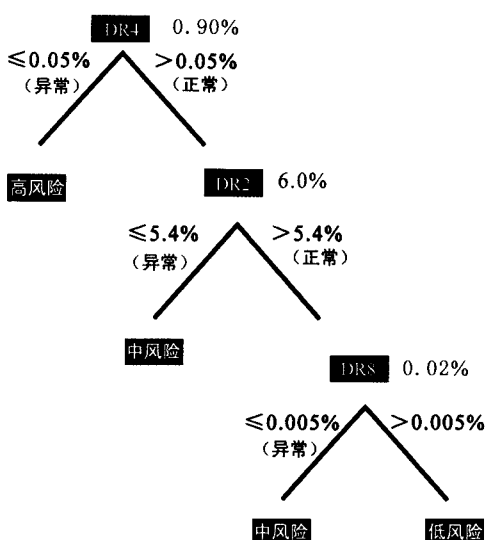 DR4 0.90%
≤0.05% >0.05%
(异常) (正常)
高风险 DR2 6.0%
≤5.4% >5.4%
(异常) (正常)
中风险
DR8 0.02%
≤0.005% >0.005%
(异常)
中风险 低风险